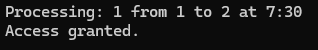 Processing: 1 from 1 to 2 at 7:30
Access granted.